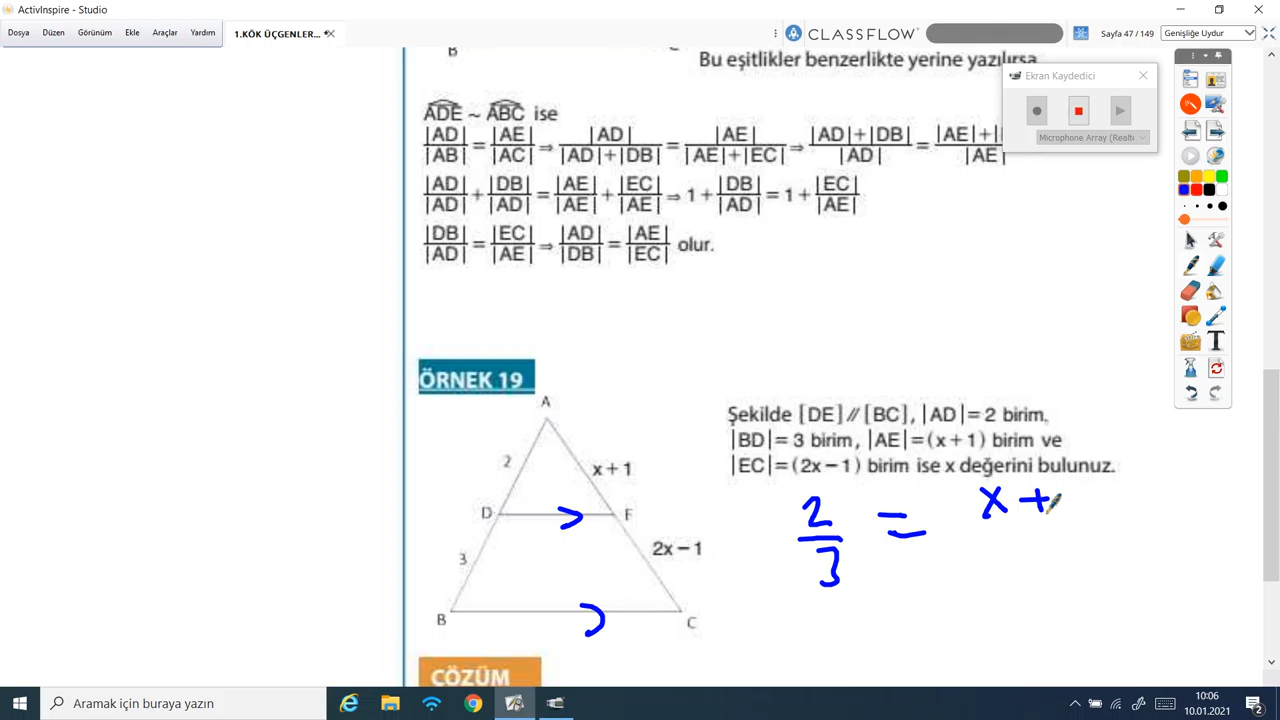 ActivInspire - Studio
Dosya Düzen Görünüm Ekle Araçlar Yardım
1.KÖK ÜÇGENLER...
CLASSFLOW
Sayfa 47 / 149
Genişliğe Uydur
B
Bu eşitlikler benzerlikte yerine yazılırsa
Ekran Kaydedici
Microphone Array (Realt
ADE ~ ABC ise
|AD|/|AB| = |AE|/|AC| ⇒ |AD|/(|AD|+|DB|) = |AE|/(|AE|+|EC|) ⇒ (|AD|+|DB|)/|AD| = |AE|+|/|AE|
|AD|/|AD| + |DB|/|AD| = |AE|/|AE| + |EC|/|AE| ⇒ 1 + |DB|/|AD| = 1 + |EC|/|AE|
|DB|/|AD| = |EC|/|AE| ⇒ |AD|/|DB| = |AE|/|EC| olur.
ÖRNEK 19
A
2
x + 1
D
3
2x − 1
B
C
Şekilde [DE] // [BC], |AD| = 2 birim.
|BD| = 3 birim, |AE| = (x + 1) birim ve
|EC| = (2x − 1) birim ise x değerini bulunuz.
2/3 = x +
ÇÖZÜM
Aramak için buraya yazın
10:06
10.01.2021
2